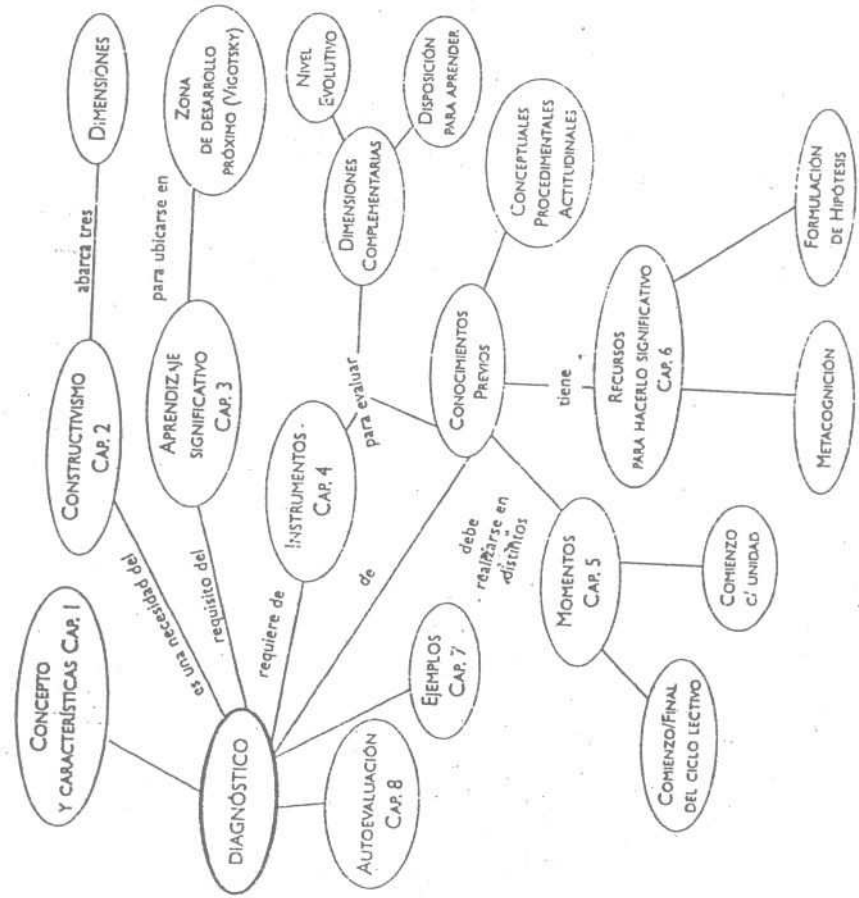 CONCEPTO
Y CARACTERÍSTICAS CAP. 1
DIAGNÓSTICO
AUTOEVALUACIÓN
CAP. 8
EJEMPLOS
CAP. 7
es una necesidad del
CONSTRUCTIVISMO
CAP. 2
abarca tres
DIMENSIONES
requisito del
APRENDIZAJE
SIGNIFICATIVO
CAP. 3
para ubicarse en
ZONA
DE DESARROLLO
PRÓXIMO (VIGOTSKY)
requiere de
INSTRUMENTOS
CAP. 4
para evaluar
DIMENSIONES
COMPLEMENTARIAS
NIVEL
EVOLUTIVO
DISPOSICIÓN
PARA APRENDER
de
CONOCIMIENTOS
PREVIOS
CONCEPTUALES
PROCEDIMENTALES
ACTITUDINALES
debe
realizarse en
distintos
MOMENTOS
CAP. 5
COMIENZO/FINAL
DEL CICLO LECTIVO
COMIENZO
C/ UNIDAD
tiene
RECURSOS
PARA HACERLO SIGNIFICATIVO
CAP. 6
METACOGNICIÓN
FORMULACIÓN
DE HIPÓTESIS